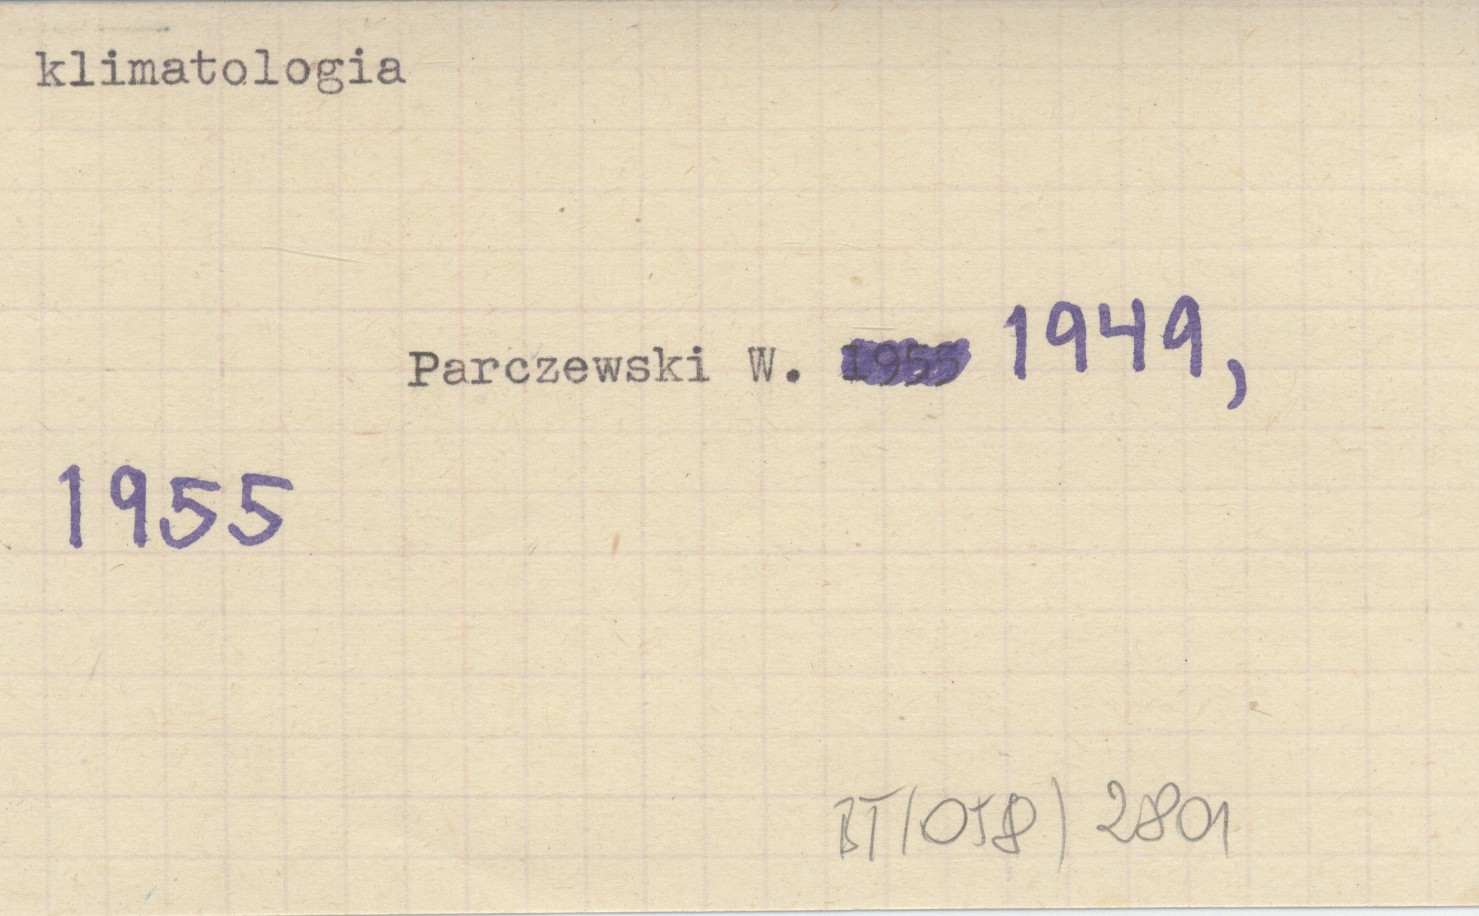 klimatologia
Parczewski W. 1955 1949,
1955
BT(058) 2801